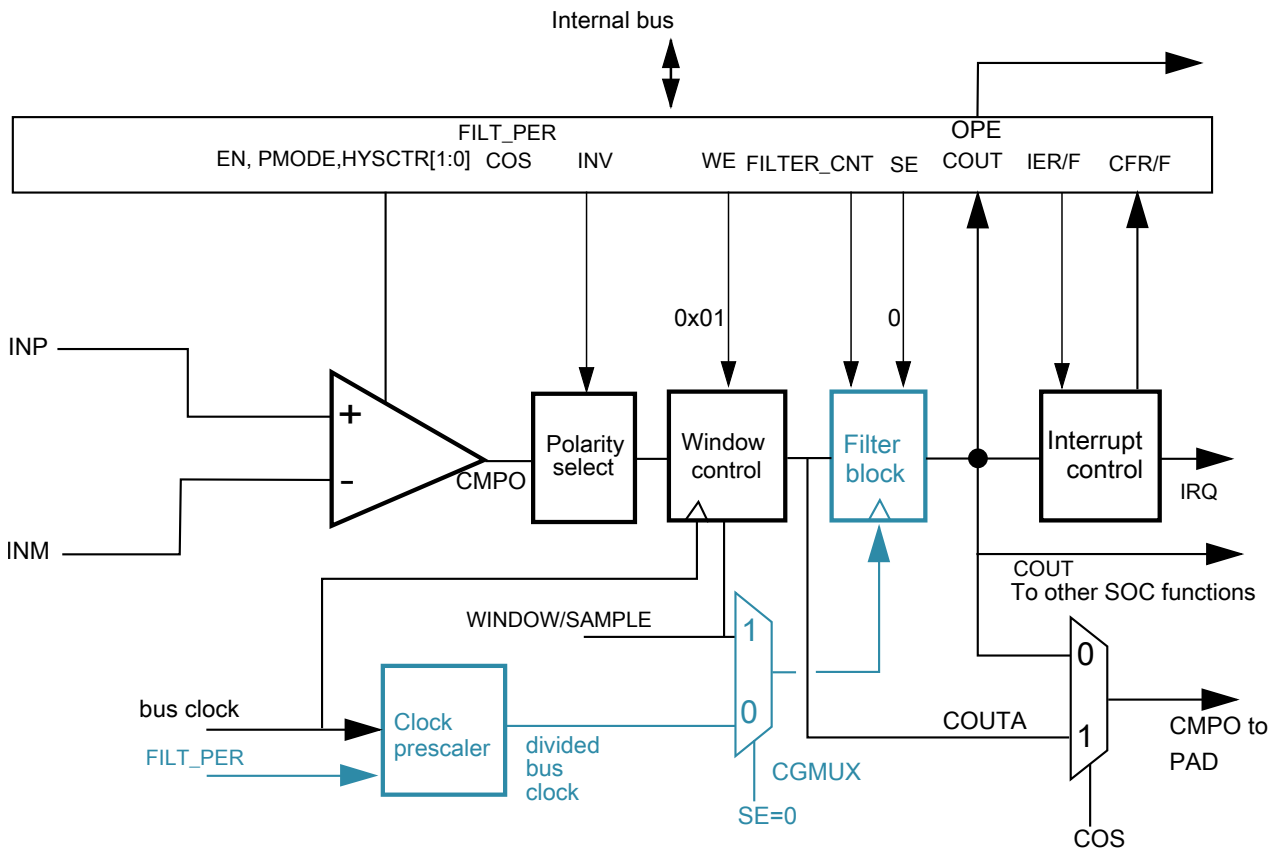 Internal bus
OPE
FILT_PER
EN, PMODE,HYSCTR[1:0]
COS
INV
WE
FILTER_CNT
SE
COUT
IER/F
CFR/F
0x01
0
INP
INM
+
-
CMPO
Polarity
select
Window
control
Filter
block
Interrupt
control
IRQ
COUT
To other SOC functions
WINDOW/SAMPLE
1
0
bus clock
FILT_PER
Clock
prescaler
divided
bus
clock
CGMUX
SE=0
COUTA
0
1
CMPO to
PAD
COS